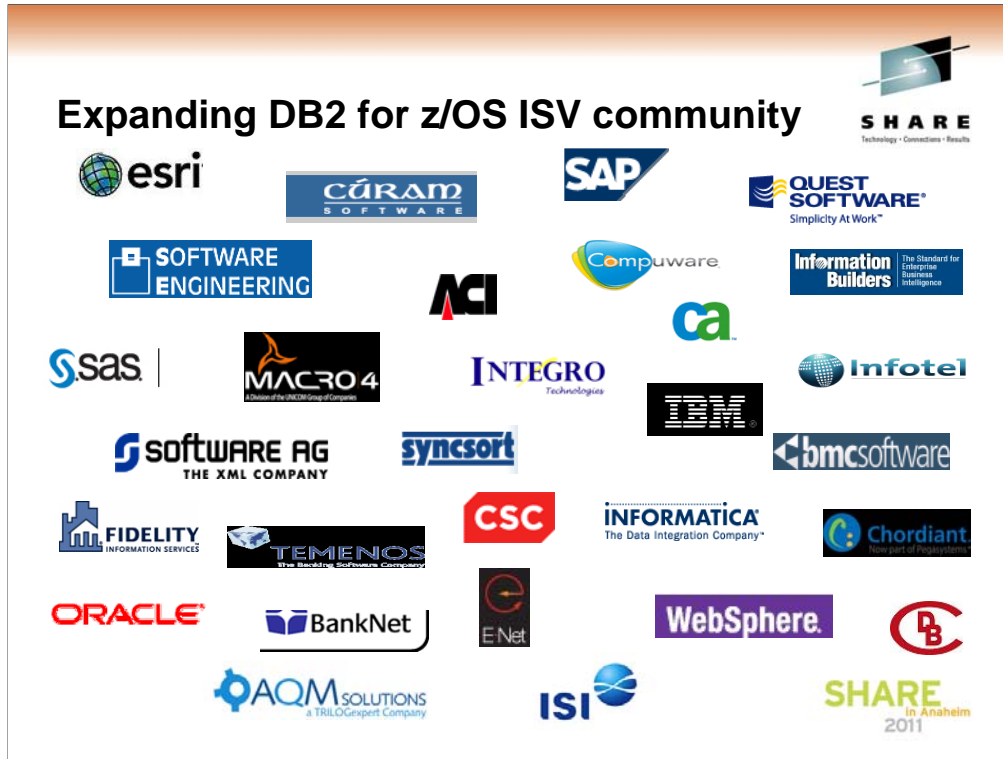 Expanding DB2 for z/OS ISV community
SHARE
Technology • Connections • Results
esri
CÚRAM
SOFTWARE
SAP
QUEST
SOFTWARE®
Simplicity At Work™
SOFTWARE
ENGINEERING
ACI
Compuware
Information
Builders
The Standard for
Enterprise
Business
Intelligence
ca™
sas
MACRO 4
A Division of the UNICOM Group of Companies
INTEGRO
Technologies
Infotel
IBM®
SOFTWARE AG
THE XML COMPANY
syncsort
bmcsoftware
FIDELITY
INFORMATION SERVICES
TEMENOS
The Banking Software Company
CSC
INFORMATICA®
The Data Integration Company™
Chordiant
Now part of Pegasystems
ORACLE®
BankNet
E-Net
WebSphere.
DBC
AQM SOLUTIONS
a TRILOGexpert Company
ISI
SHARE
in Anaheim
2011